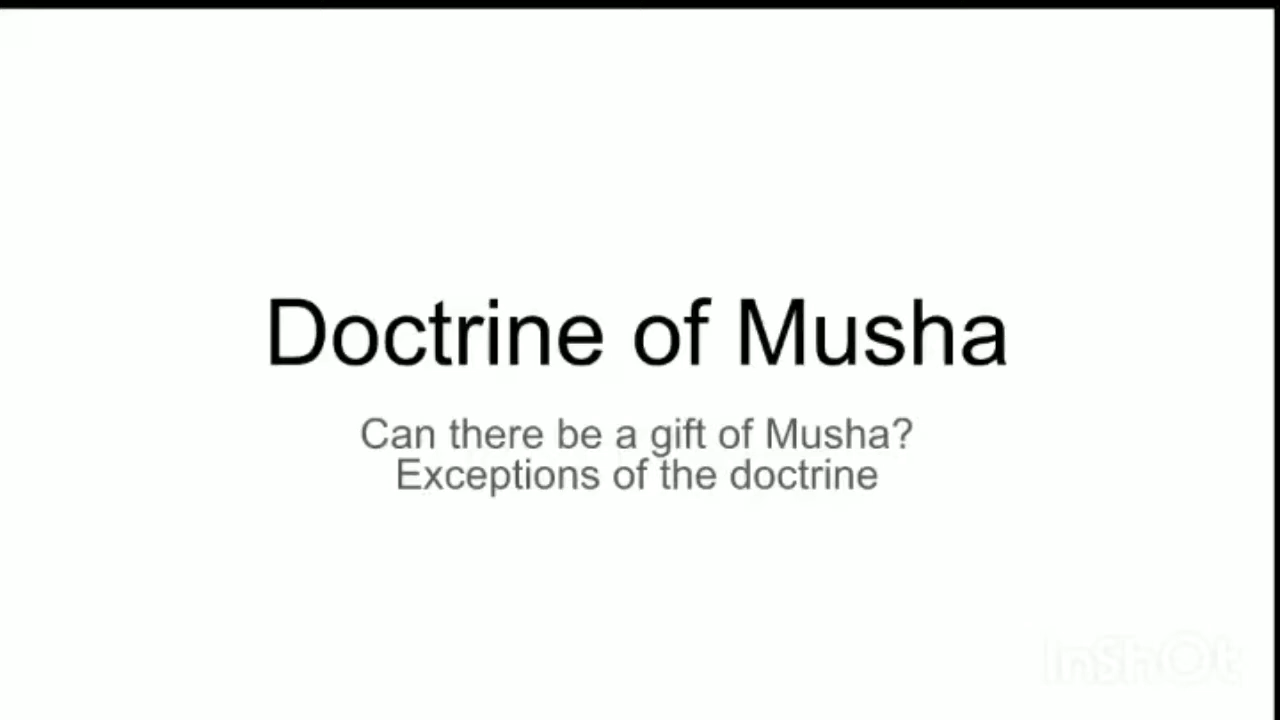 Doctrine of Musha
Can there be a gift of Musha?
Exceptions of the doctrine
InShOt